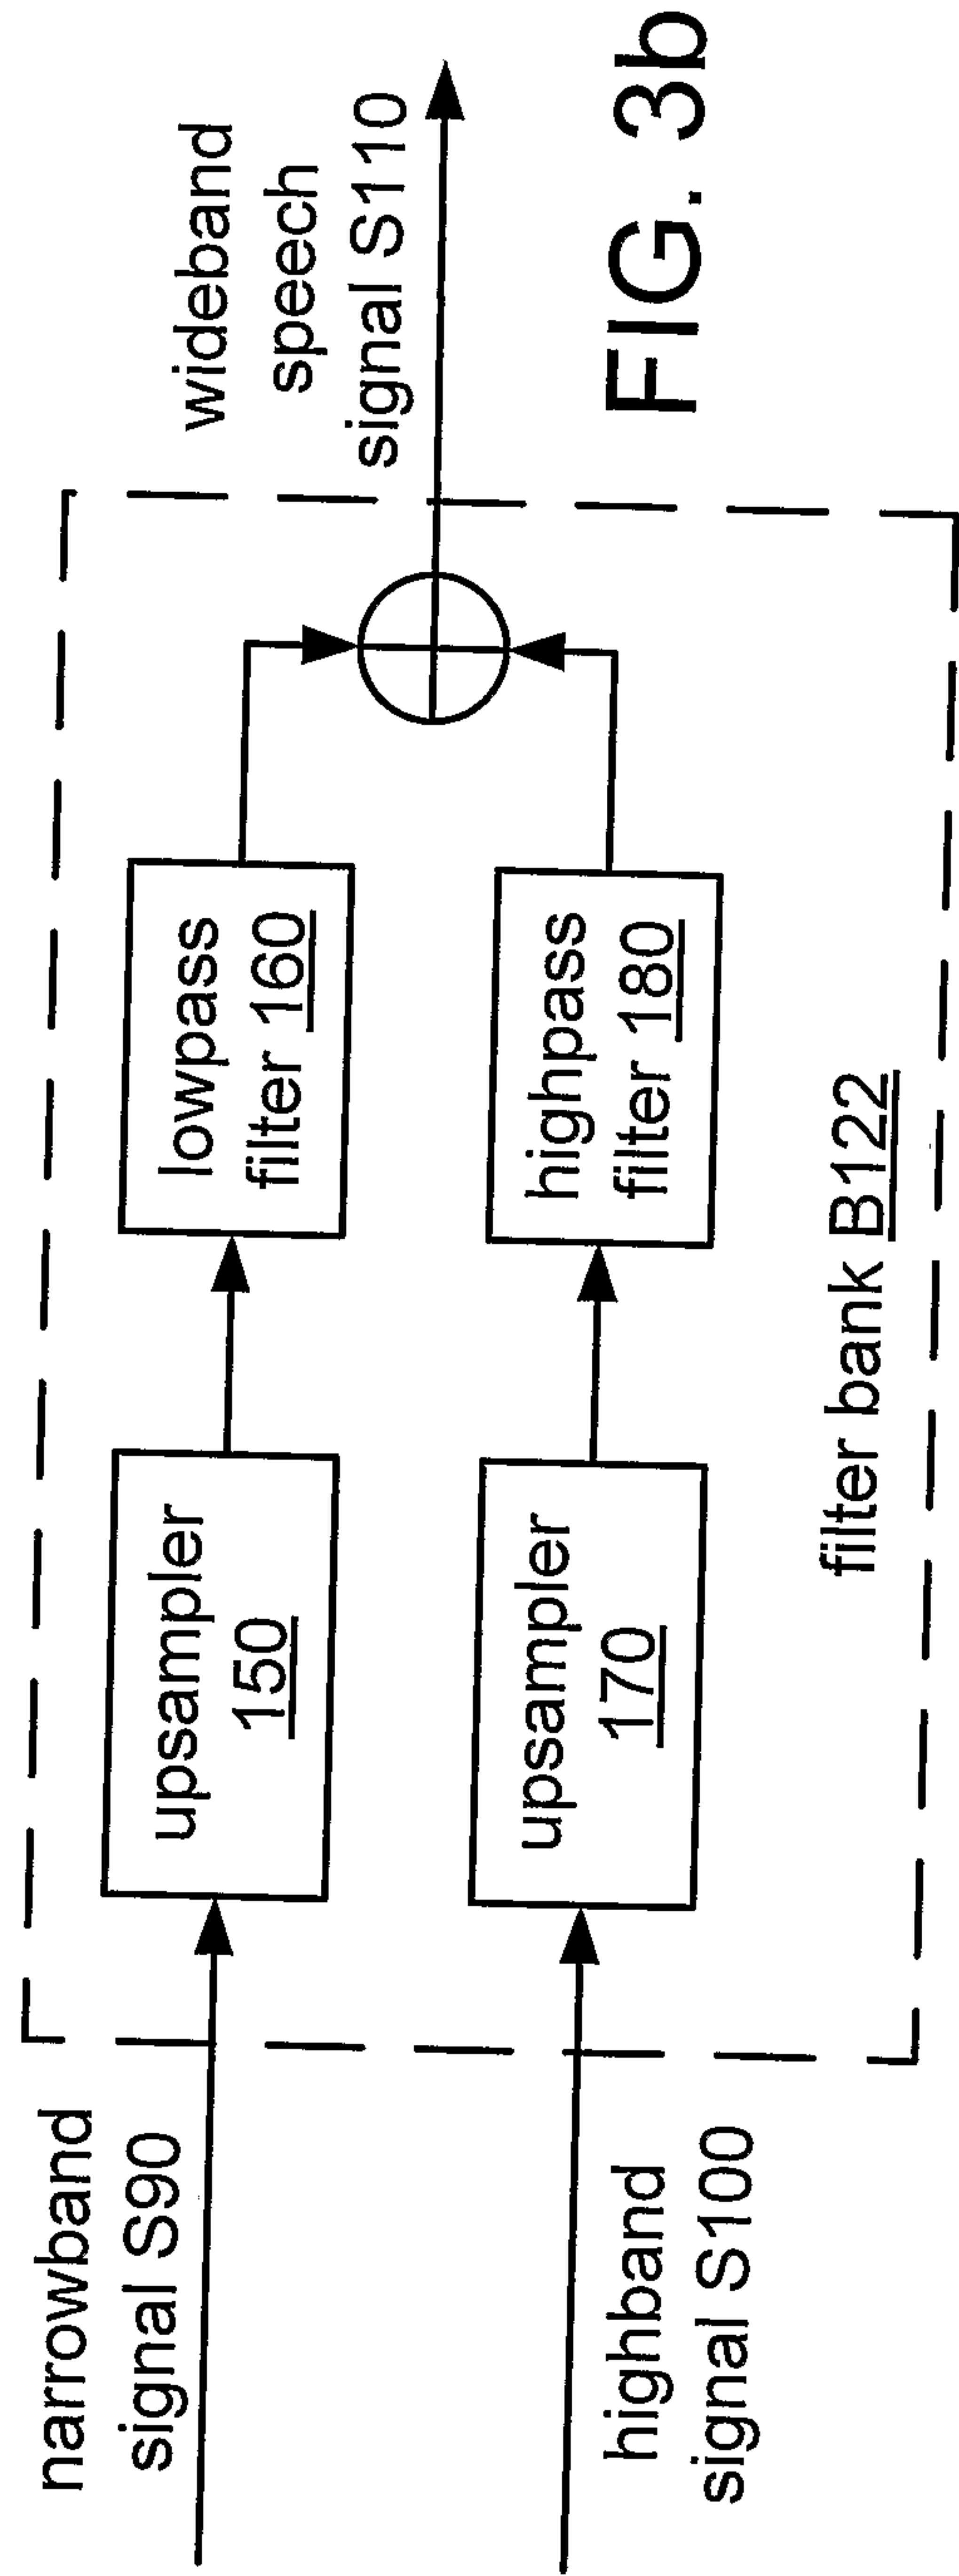 narrowband
signal S90
upsampler
150
lowpass
filter 160
highband
signal S100
upsampler
170
highpass
filter 180
wideband
speech
signal S110
filter bank B122
FIG. 3b